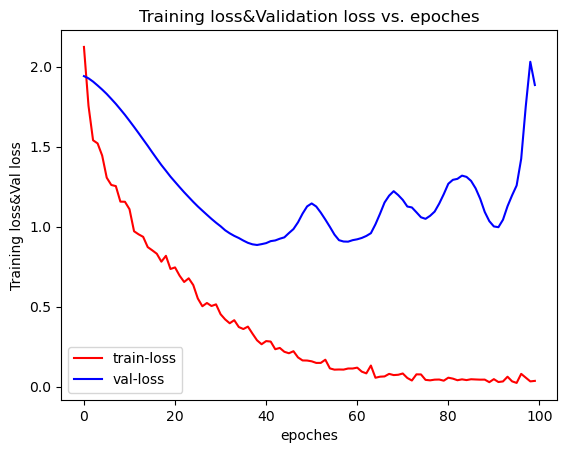 Training loss&Validation loss vs. epoches
Training loss&Val loss
2.0
1.5
1.0
0.5
0.0
train-loss
val-loss
0 20 40 60 80 100
epoches